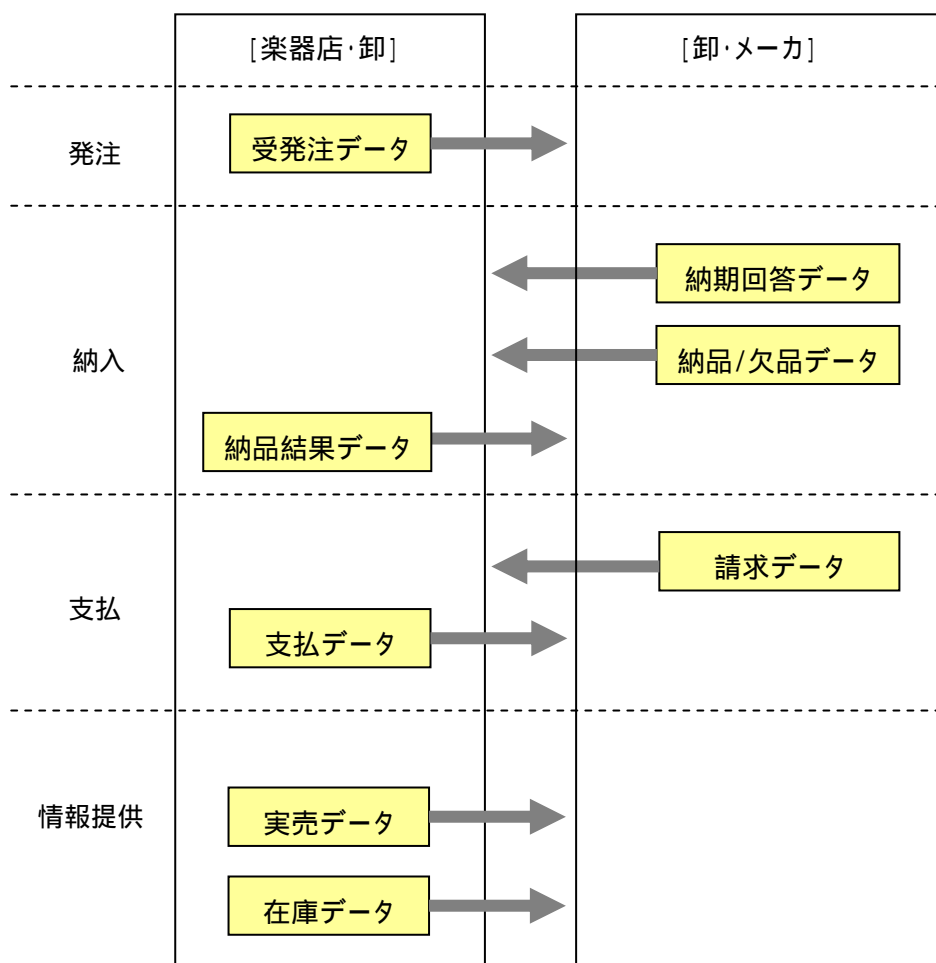 [楽器店・卸]
[卸・メーカ]
発注
受発注データ
納入
納期回答データ
納品/欠品データ
納品結果データ
支払
請求データ
支払データ
情報提供
実売データ
在庫データ